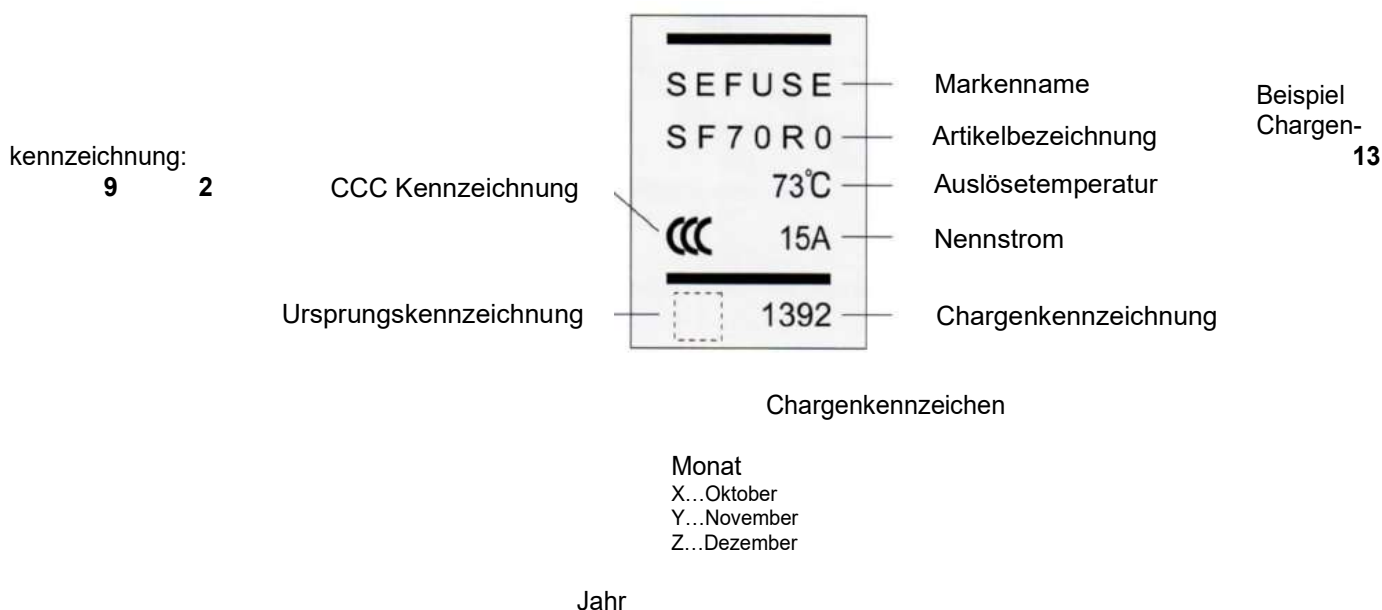 SEFUSE
Markenname
Beispiel
Chargen-
SF70R0
Artikelbezeichnung
13
kennzeichnung:
9 2
CCC Kennzeichnung
73°C
Auslösetemperatur
CCC
15A
Nennstrom
Ursprungskennzeichnung
1392
Chargenkennzeichnung
Chargenkennzeichen
Monat
X…Oktober
Y…November
Z…Dezember
Jahr